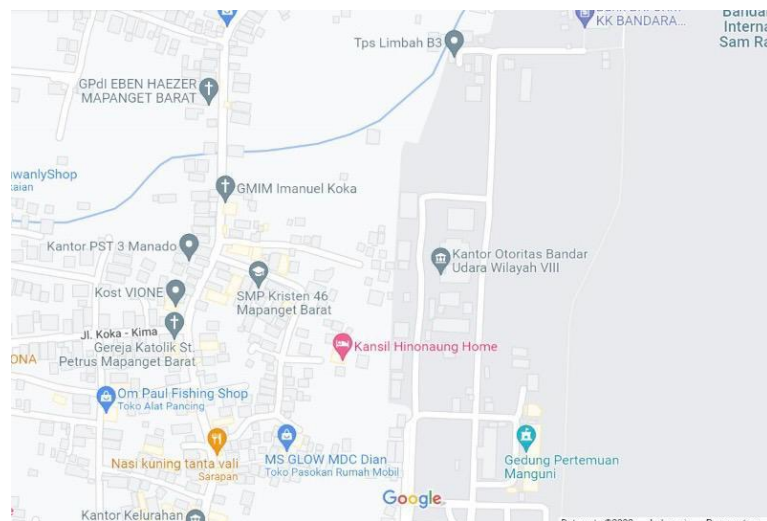 KK BANDARA...
Banda
Interna
Sam Ra
Tps Limbah B3
GPdI EBEN HAEZER
MAPANGET BARAT
wanlyShop
kaian
GMIM Imanuel Koka
Kantor PST 3 Manado
Kantor Otoritas Bandar
Udara Wilayah VIII
SMP Kristen 46
Mapanget Barat
Kost VIONE
Jl. Koka - Kima
Gereja Katolik St.
Petrus Mapanget Barat
Kansil Hinonaung Home
ONA
Om Paul Fishing Shop
Toko Alat Pancing
Nasi kuning tanta vali
Sarapan
MS GLOW MDC Dian
Toko Pasokan Rumah Mobil
Gedung Pertemuan
Manguni
Google
Kantor Kelurahan